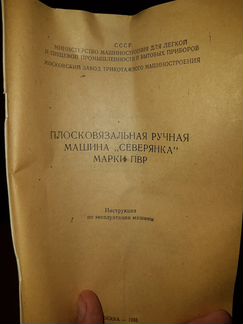 СССР
МИНИСТЕРСТВО МАШИНОСТРОЕНИЯ ДЛЯ ЛЕГКОЙ
И ПИЩЕВОЙ ПРОМЫШЛЕННОСТИ И БЫТОВЫХ ПРИБОРОВ
МОСКОВСКИЙ ЗАВОД ТРИКОТАЖНОГО МАШИНОСТРОЕНИЯ
ПЛОСКОВЯЗАЛЬНАЯ РУЧНАЯ
МАШИНА „СЕВЕРЯНКА"
МАРКИ ПВР
Инструкция
по эксплуатации машины
МОСКВА —